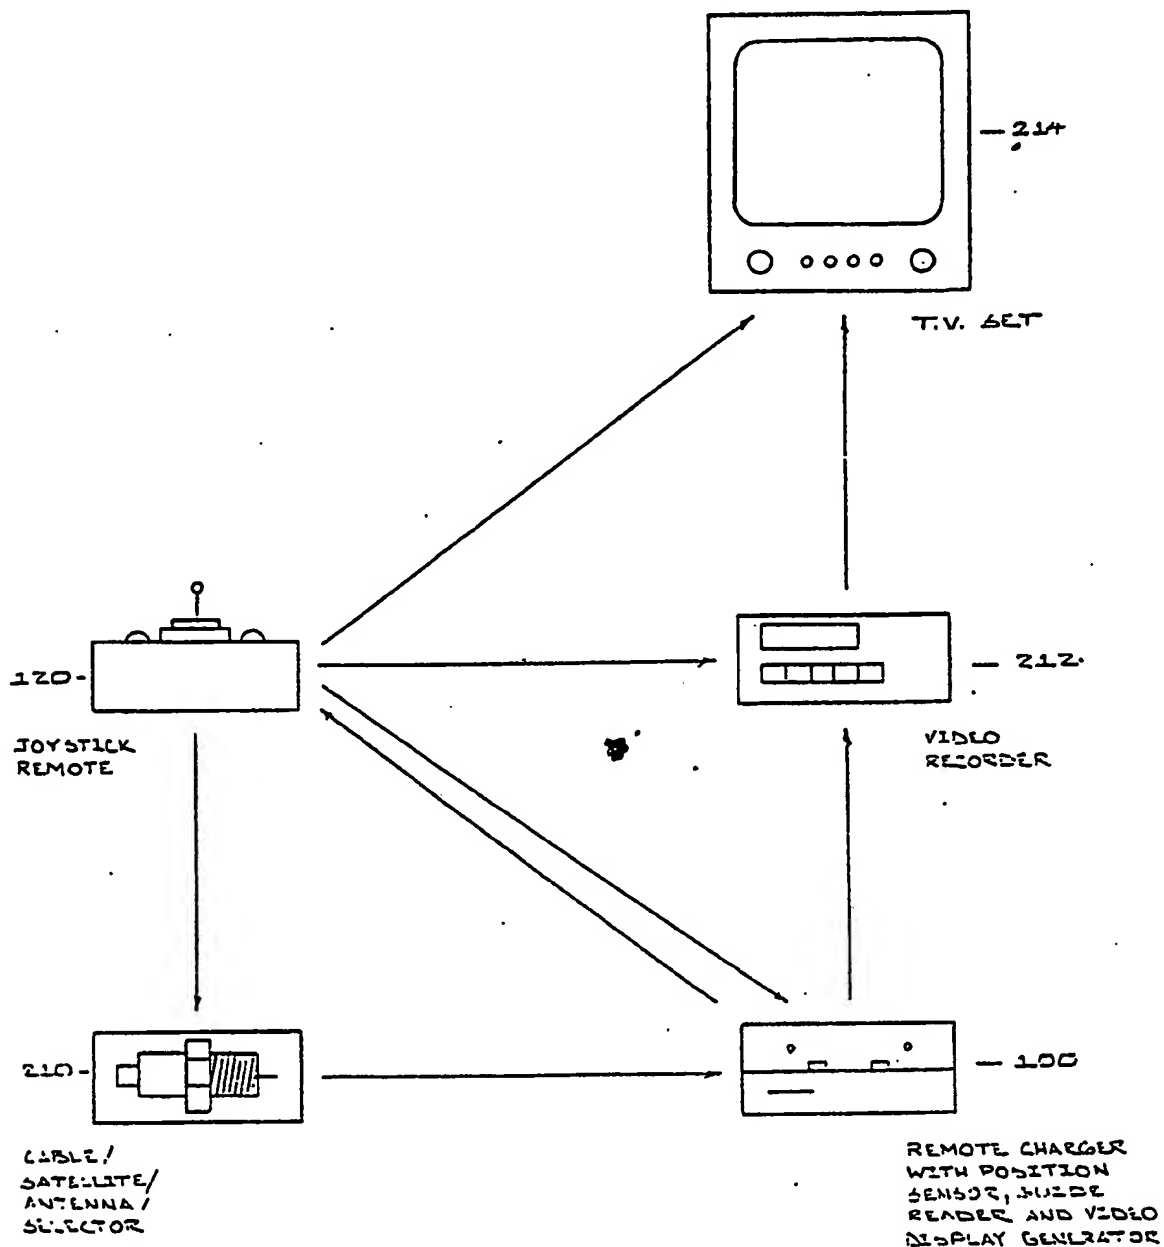 — 214
T.V. SET
120 -
— 212
JOYSTICK
REMOTE
VIDEO
RECORDER
210 -
— 100
CABLE/
SATELLITE/
ANTENNA/
SELECTOR
REMOTE CHARGER
WITH POSITION
SENSOR, GUIDE
READER AND VIDEO
DISPLAY GENERATOR